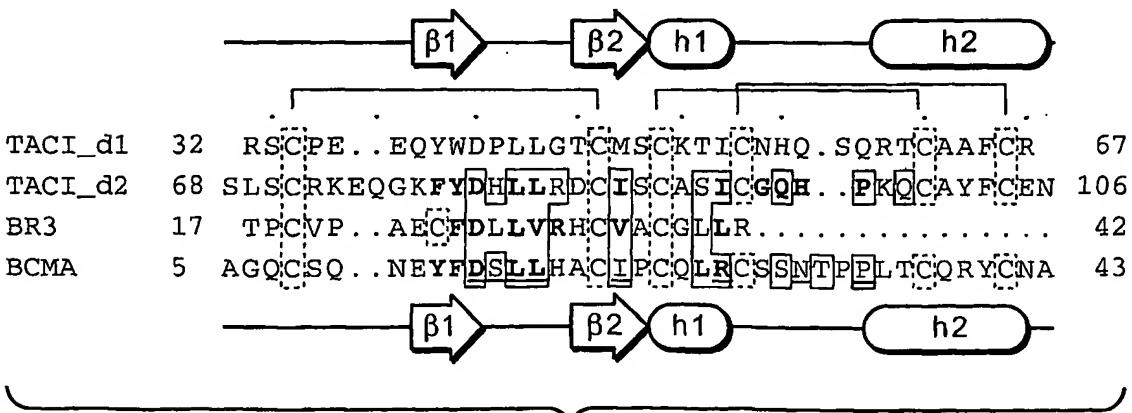 β1 β2 h1 h2
TACI_d1 32 RSCPE..EQYWDPLLGTCMSCKTICNHQ.SQRTCAAFCR 67
TACI_d2 68 SLSCRKEQGKFYDHLLRDCISCASICGQH..PKQCAYFCEN 106
BR3 17 TPCVP..AECFDLLVRHCVACGLLR.............. 42
BCMA 5 AGQCSQ..NEYFDSLLHACIPCQLRCSSNTPPLTCQRYCNA 43
β1 β2 h1 h2